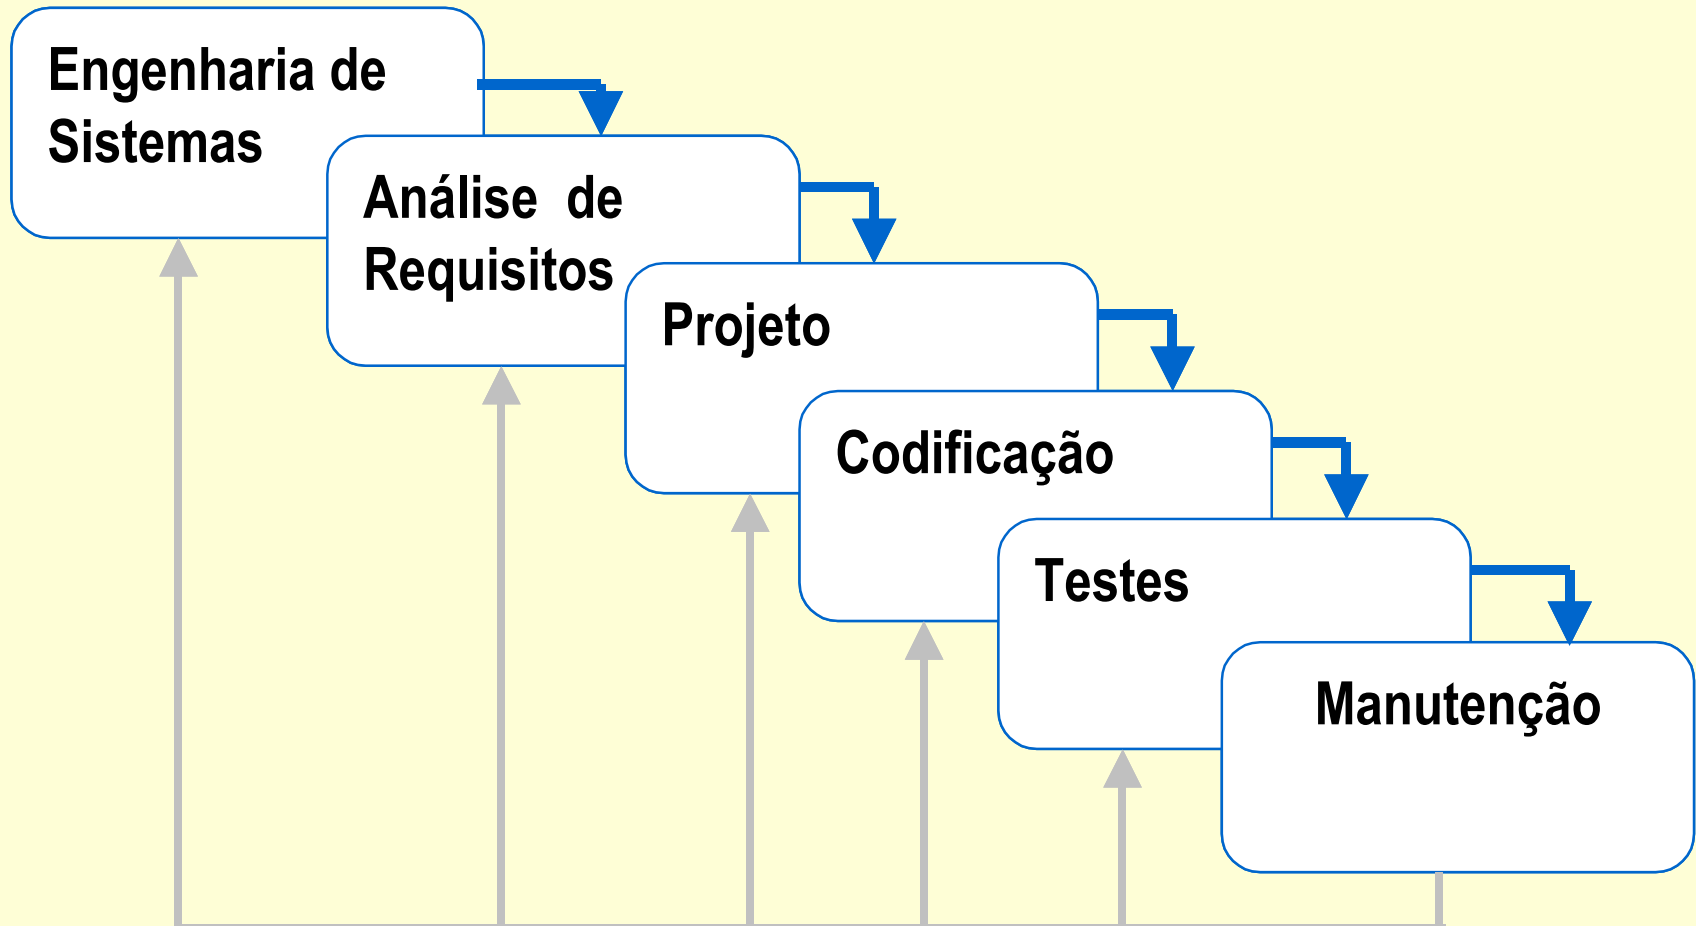 Engenharia de
Sistemas
Análise de
Requisitos
Projeto
Codificação
Testes
Manutenção